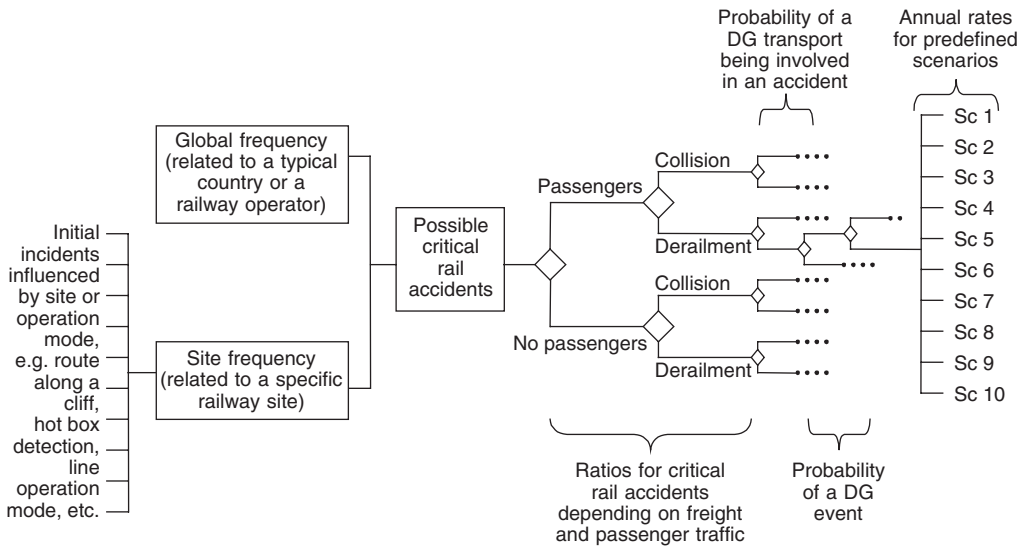 Initial
incidents
influenced
by site or
operation
mode,
e.g. route
along a
cliff,
hot box
detection,
line
operation
mode, etc.
Global frequency
(related to a typical
country or a
railway operator)
Site frequency
(related to a specific
railway site)
Possible
critical
rail
accidents
Passengers
No passengers
Collision
Derailment
Collision
Derailment
Ratios for critical
rail accidents
depending on freight
and passenger traffic
Probability of a
DG transport
being involved
in an accident
Probability
of a DG
event
Annual rates
for predefined
scenarios
Sc 1
Sc 2
Sc 3
Sc 4
Sc 5
Sc 6
Sc 7
Sc 8
Sc 9
Sc 10